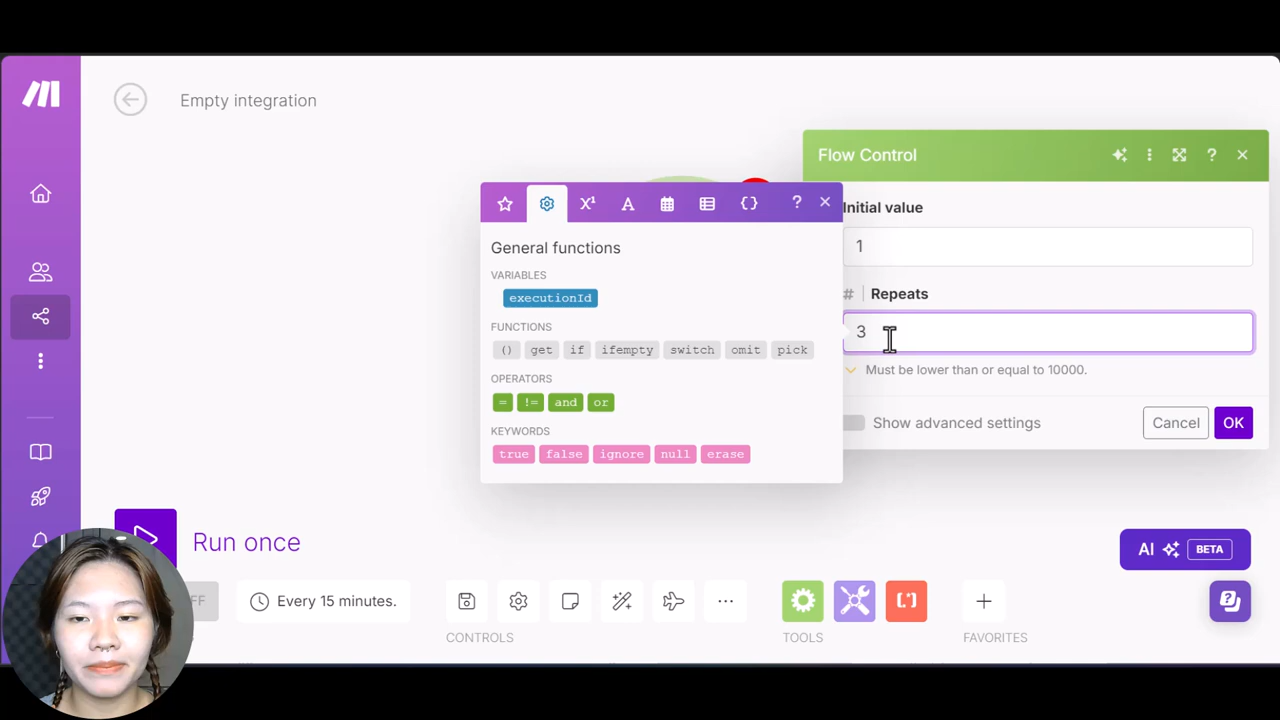 Empty integration
Flow Control
?
Initial value
1
# Repeats
3
Must be lower than or equal to 10000.
Show advanced settings
Cancel
OK
X¹
A
{}
?
General functions
VARIABLES
executionId
FUNCTIONS
() get if ifempty switch omit pick
OPERATORS
= != and or
KEYWORDS
true false ignore null erase
Run once
AI BETA
FF
Every 15 minutes.
CONTROLS
TOOLS
FAVORITES